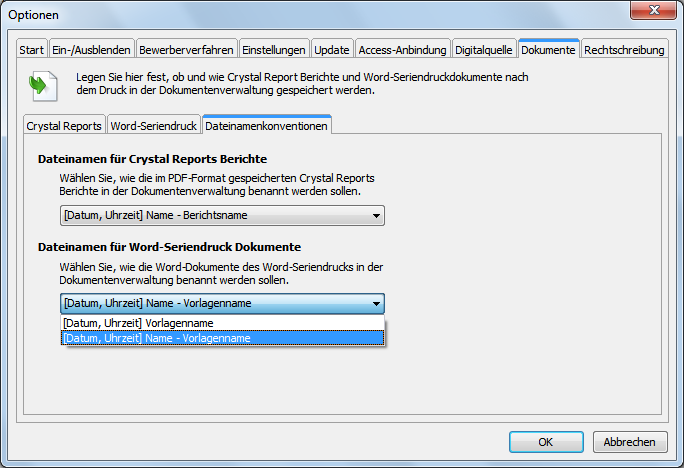 Optionen
Start Ein-/Ausblenden Bewerberverfahren Einstellungen Update Access-Anbindung Digitalquelle Dokumente Rechtschreibung
Legen Sie hier fest, ob und wie Crystal Report Berichte und Word-Seriendruckdokumente nach
dem Druck in der Dokumentenverwaltung gespeichert werden.
Crystal Reports Word-Seriendruck Dateinamenkonventionen
Dateinamen für Crystal Reports Berichte
Wählen Sie, wie die im PDF-Format gespeicherten Crystal Reports
Berichte in der Dokumentenverwaltung benannt werden sollen.
[Datum, Uhrzeit] Name - Berichtsname
Dateinamen für Word-Seriendruck Dokumente
Wählen Sie, wie die Word-Dokumente des Word-Seriendrucks in der
Dokumentenverwaltung benannt werden sollen.
[Datum, Uhrzeit] Name - Vorlagenname
[Datum, Uhrzeit] Vorlagenname
[Datum, Uhrzeit] Name - Vorlagenname
OK Abbrechen